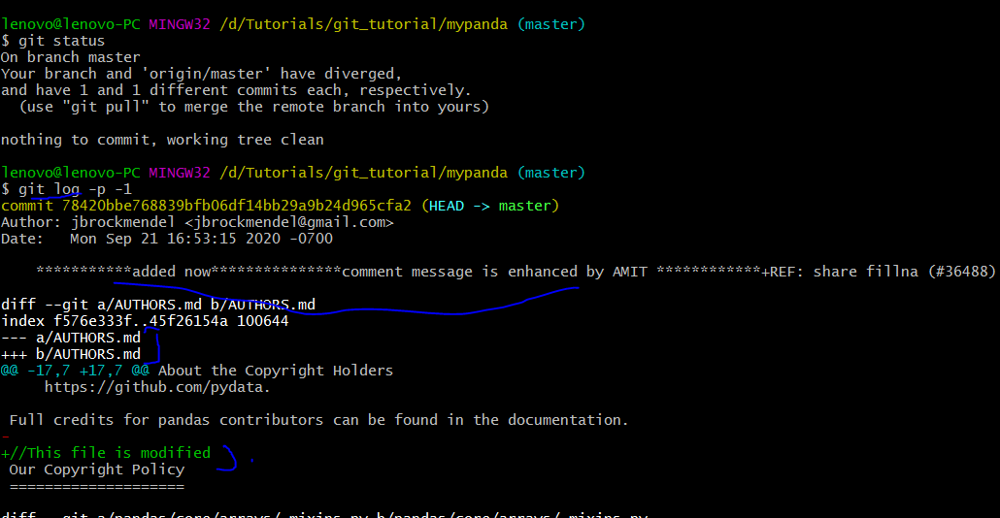 lenovo@lenovo-PC MINGW32 /d/Tutorials/git_tutorial/mypanda (master)
$ git status
On branch master
Your branch and 'origin/master' have diverged,
and have 1 and 1 different commits each, respectively.
  (use "git pull" to merge the remote branch into yours)
nothing to commit, working tree clean
lenovo@lenovo-PC MINGW32 /d/Tutorials/git_tutorial/mypanda (master)
$ git log -p -1
commit 78420bbe768839bfb06df14bb29a9b24d965cfa2 (HEAD -> master)
Author: jbrockmendel <jbrockmendel@gmail.com>
Date:   Mon Sep 21 16:53:15 2020 -0700
    ***********added now***************comment message is enhanced by AMIT ************+REF: share fillna (#36488)
diff --git a/AUTHORS.md b/AUTHORS.md
index f576e333f..45f26154a 100644
--- a/AUTHORS.md
+++ b/AUTHORS.md
@@ -17,7 +17,7 @@ About the Copyright Holders
     https://github.com/pydata.
 Full credits for pandas contributors can be found in the documentation.
-
+//This file is modified
 Our Copyright Policy
 ====================
diff --git a/pandas/core/arrays/_mixins.py b/pandas/core/arrays/_mixins.py